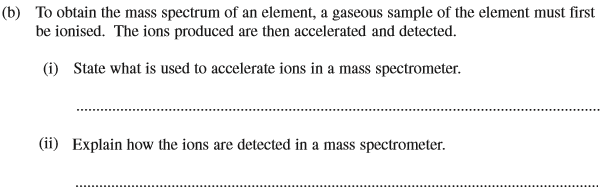 (b) To obtain the mass spectrum of an element, a gaseous sample of the element must first
be ionised. The ions produced are then accelerated and detected.
(i) State what is used to accelerate ions in a mass spectrometer.
(ii) Explain how the ions are detected in a mass spectrometer.